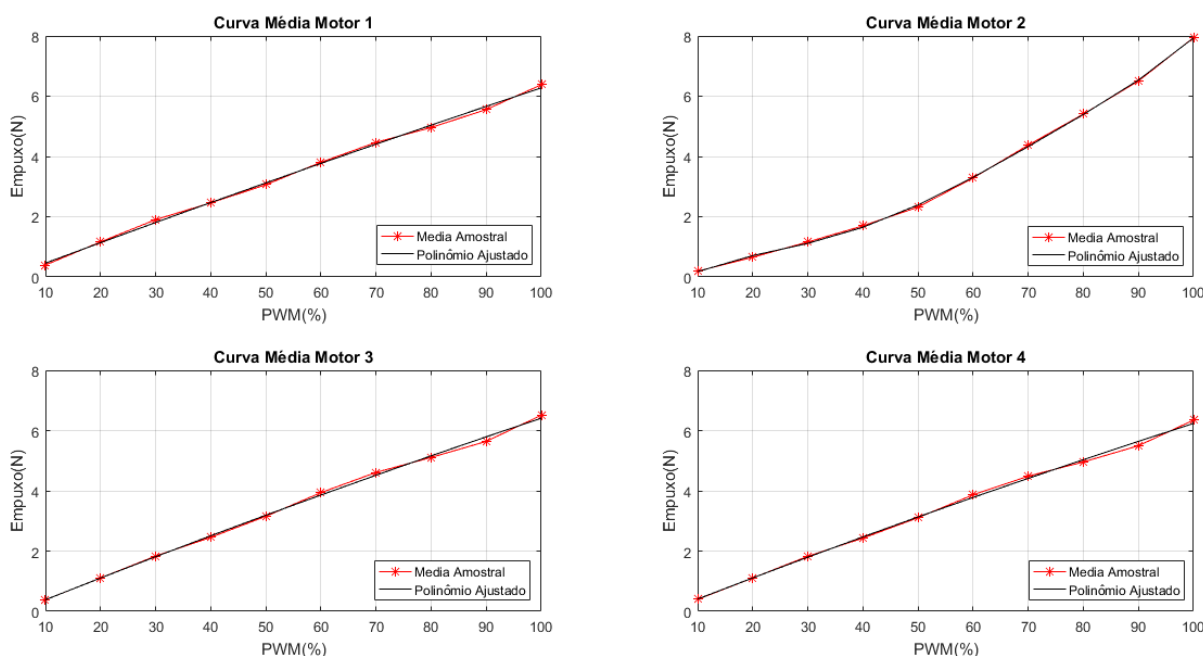 Curva Média Motor 1
8
6
4
2
0
Empuxo(N)
10 20 30 40 50 60 70 80 90 100
PWM(%)
Media Amostral
Polinômio Ajustado
Curva Média Motor 2
8
6
4
2
0
Empuxo(N)
10 20 30 40 50 60 70 80 90 100
PWM(%)
Media Amostral
Polinômio Ajustado
Curva Média Motor 3
8
6
4
2
0
Empuxo(N)
10 20 30 40 50 60 70 80 90 100
PWM(%)
Media Amostral
Polinômio Ajustado
Curva Média Motor 4
8
6
4
2
0
Empuxo(N)
10 20 30 40 50 60 70 80 90 100
PWM(%)
Media Amostral
Polinômio Ajustado